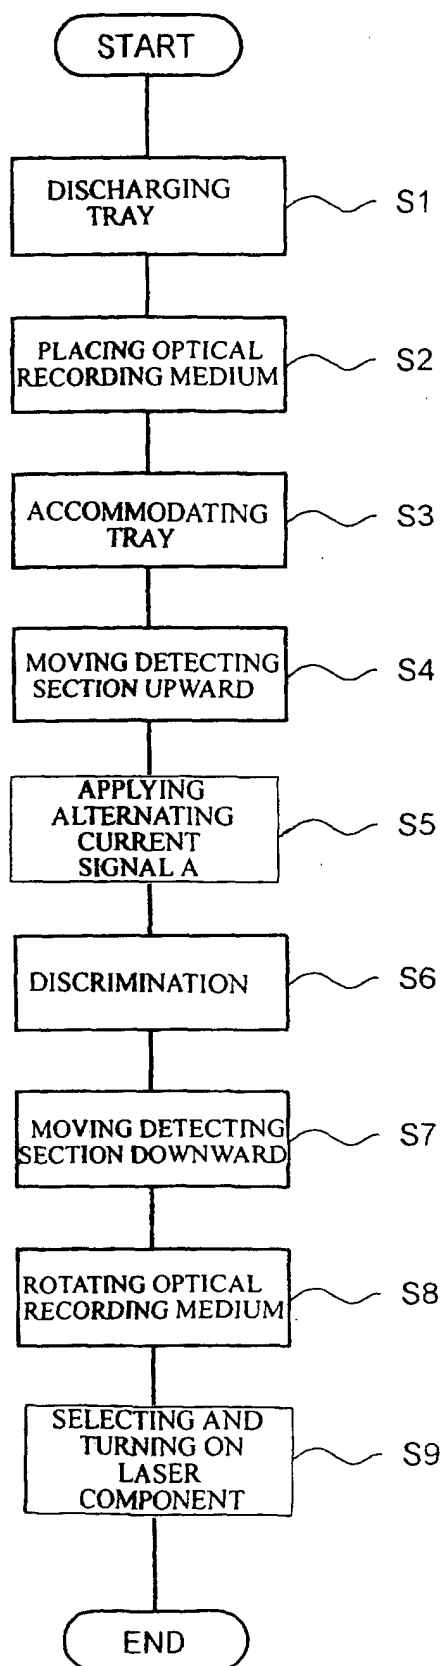 START
DISCHARGING
TRAY
S1
PLACING OPTICAL
RECORDING MEDIUM
S2
ACCOMMODATING
TRAY
S3
MOVING DETECTING
SECTION UPWARD
S4
APPLYING
ALTERNATING
CURRENT
SIGNAL A
S5
DISCRIMINATION
S6
MOVING DETECTING
SECTION DOWNWARD
S7
ROTATING OPTICAL
RECORDING MEDIUM
S8
SELECTING AND
TURNING ON
LASER
COMPONENT
S9
END